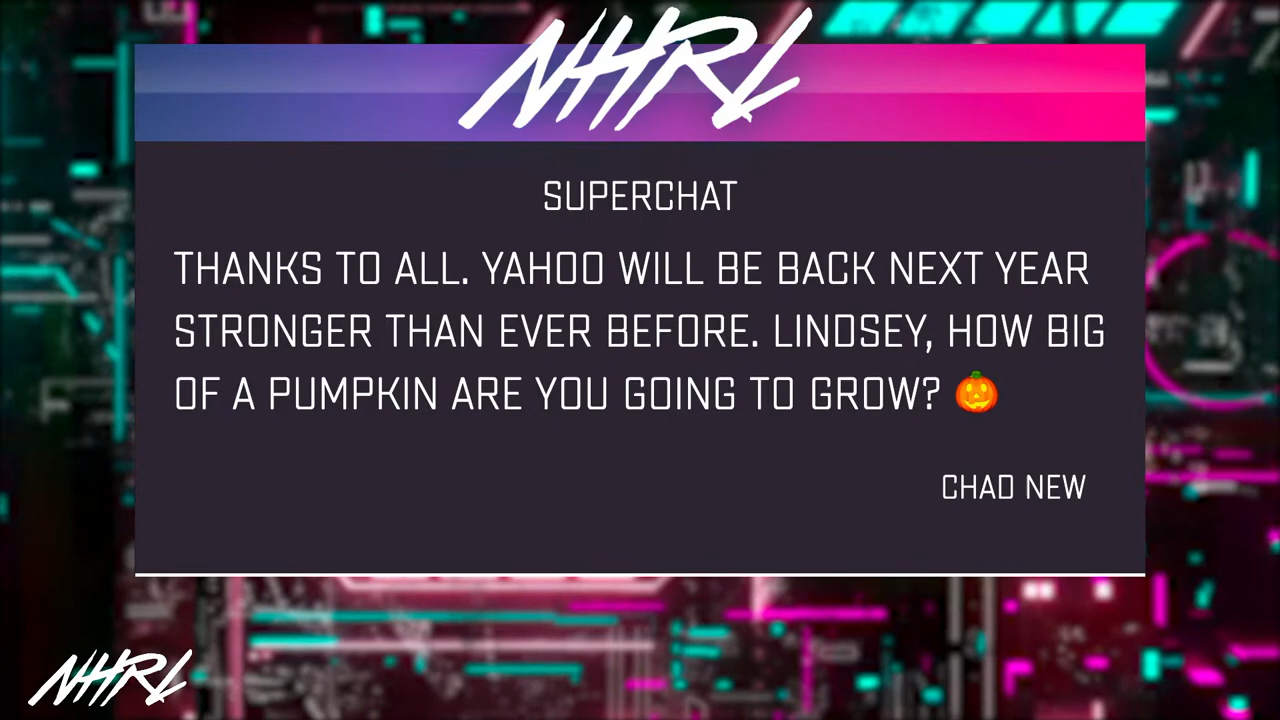 NHRL
SUPERCHAT
THANKS TO ALL. YAHOO WILL BE BACK NEXT YEAR
STRONGER THAN EVER BEFORE. LINDSEY, HOW BIG
OF A PUMPKIN ARE YOU GOING TO GROW? 🎃
CHAD NEW
NHRL